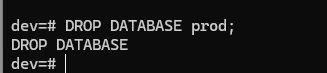 dev=# DROP DATABASE prod;
DROP DATABASE
dev=#